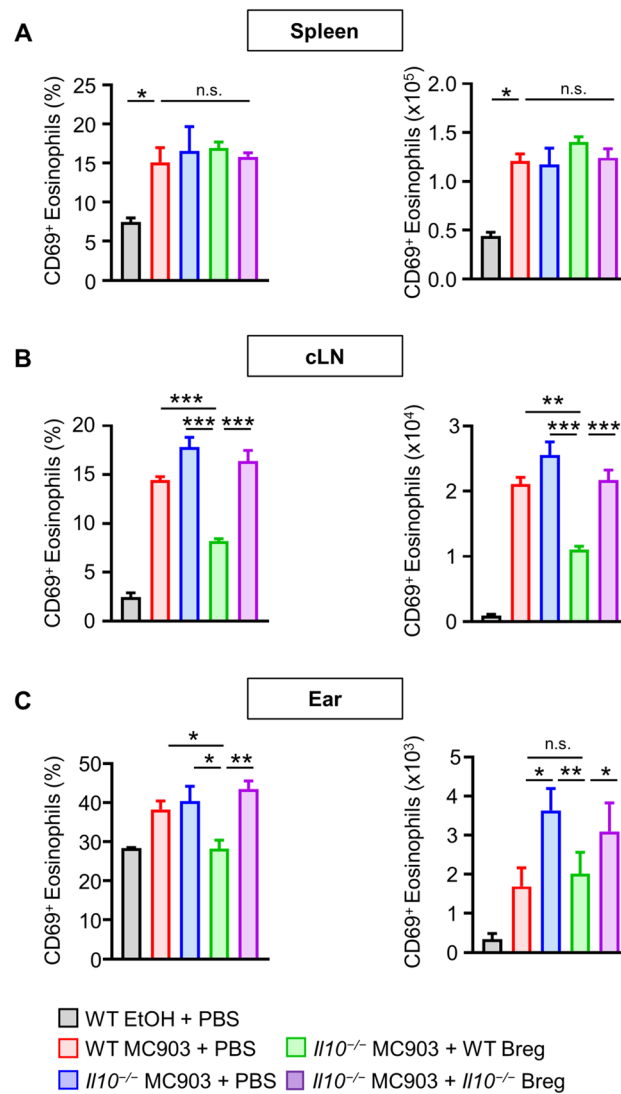 A
Spleen
CD69⁺ Eosinophils (%)
25
20
15
10
5
0
*
n.s.
CD69⁺ Eosinophils (x10⁵)
2.0
1.5
1.0
0.5
0.0
*
n.s.
B
cLN
CD69⁺ Eosinophils (%)
20
15
10
5
0
***
*** ***
CD69⁺ Eosinophils (x10⁴)
3
2
1
0
**
*** ***
C
Ear
CD69⁺ Eosinophils (%)
50
40
30
20
10
0
*
* **
CD69⁺ Eosinophils (x10³)
5
4
3
2
1
0
n.s.
* ** *
WT EtOH + PBS
WT MC903 + PBS
Il10⁻/⁻ MC903 + WT Breg
Il10⁻/⁻ MC903 + PBS
Il10⁻/⁻ MC903 + Il10⁻/⁻ Breg